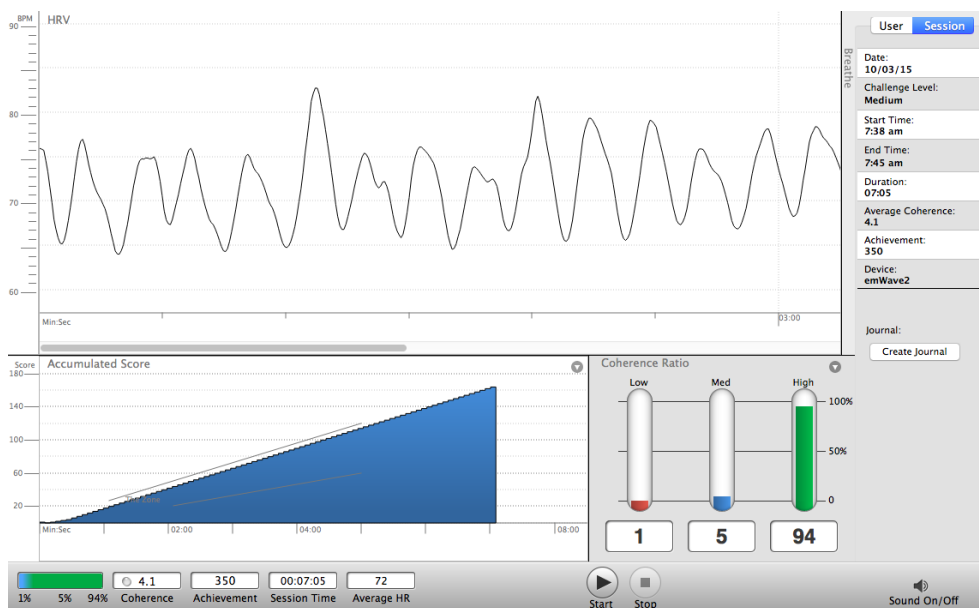 BPM
HRV
90
80
70
60
Min:Sec
03:00
Breathe
User Session
Date:
10/03/15
Challenge Level:
Medium
Start Time:
7:38 am
End Time:
7:45 am
Duration:
07:05
Average Coherence:
4.1
Achievement:
350
Device:
emWave2
Journal:
Create Journal
Score
Accumulated Score
180
140
100
60
20
Min:Sec
02:00
04:00
08:00
Coherence Ratio
Low Med High
100%
50%
0
1 5 94
4.1 350 00:07:05 72
1% 5% 94% Coherence Achievement Session Time Average HR
Start Stop
Sound On/Off